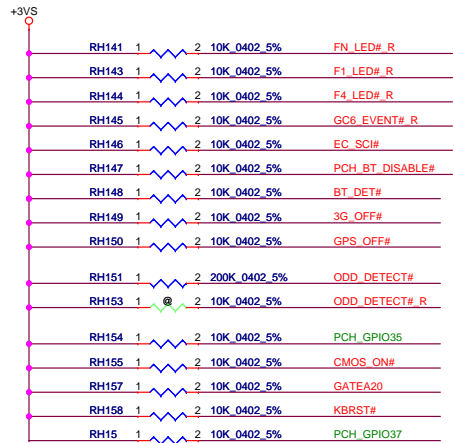 +3VS
RH141 1 2 10K_0402_5% FN_LED#_R
RH143 1 2 10K_0402_5% F1_LED#_R
RH144 1 2 10K_0402_5% F4_LED#_R
RH145 1 2 10K_0402_5% GC6_EVENT#_R
RH146 1 2 10K_0402_5% EC_SCI#
RH147 1 2 10K_0402_5% PCH_BT_DISABLE#
RH148 1 2 10K_0402_5% BT_DET#
RH149 1 2 10K_0402_5% 3G_OFF#
RH150 1 2 10K_0402_5% GPS_OFF#
RH151 1 2 200K_0402_5% ODD_DETECT#
RH153 1 @ 2 10K_0402_5% ODD_DETECT#_R
RH154 1 2 10K_0402_5% PCH_GPIO35
RH155 1 2 10K_0402_5% CMOS_ON#
RH157 1 2 10K_0402_5% GATEA20
RH158 1 2 10K_0402_5% KBRST#
RH15 1 2 10K_0402_5% PCH_GPIO37